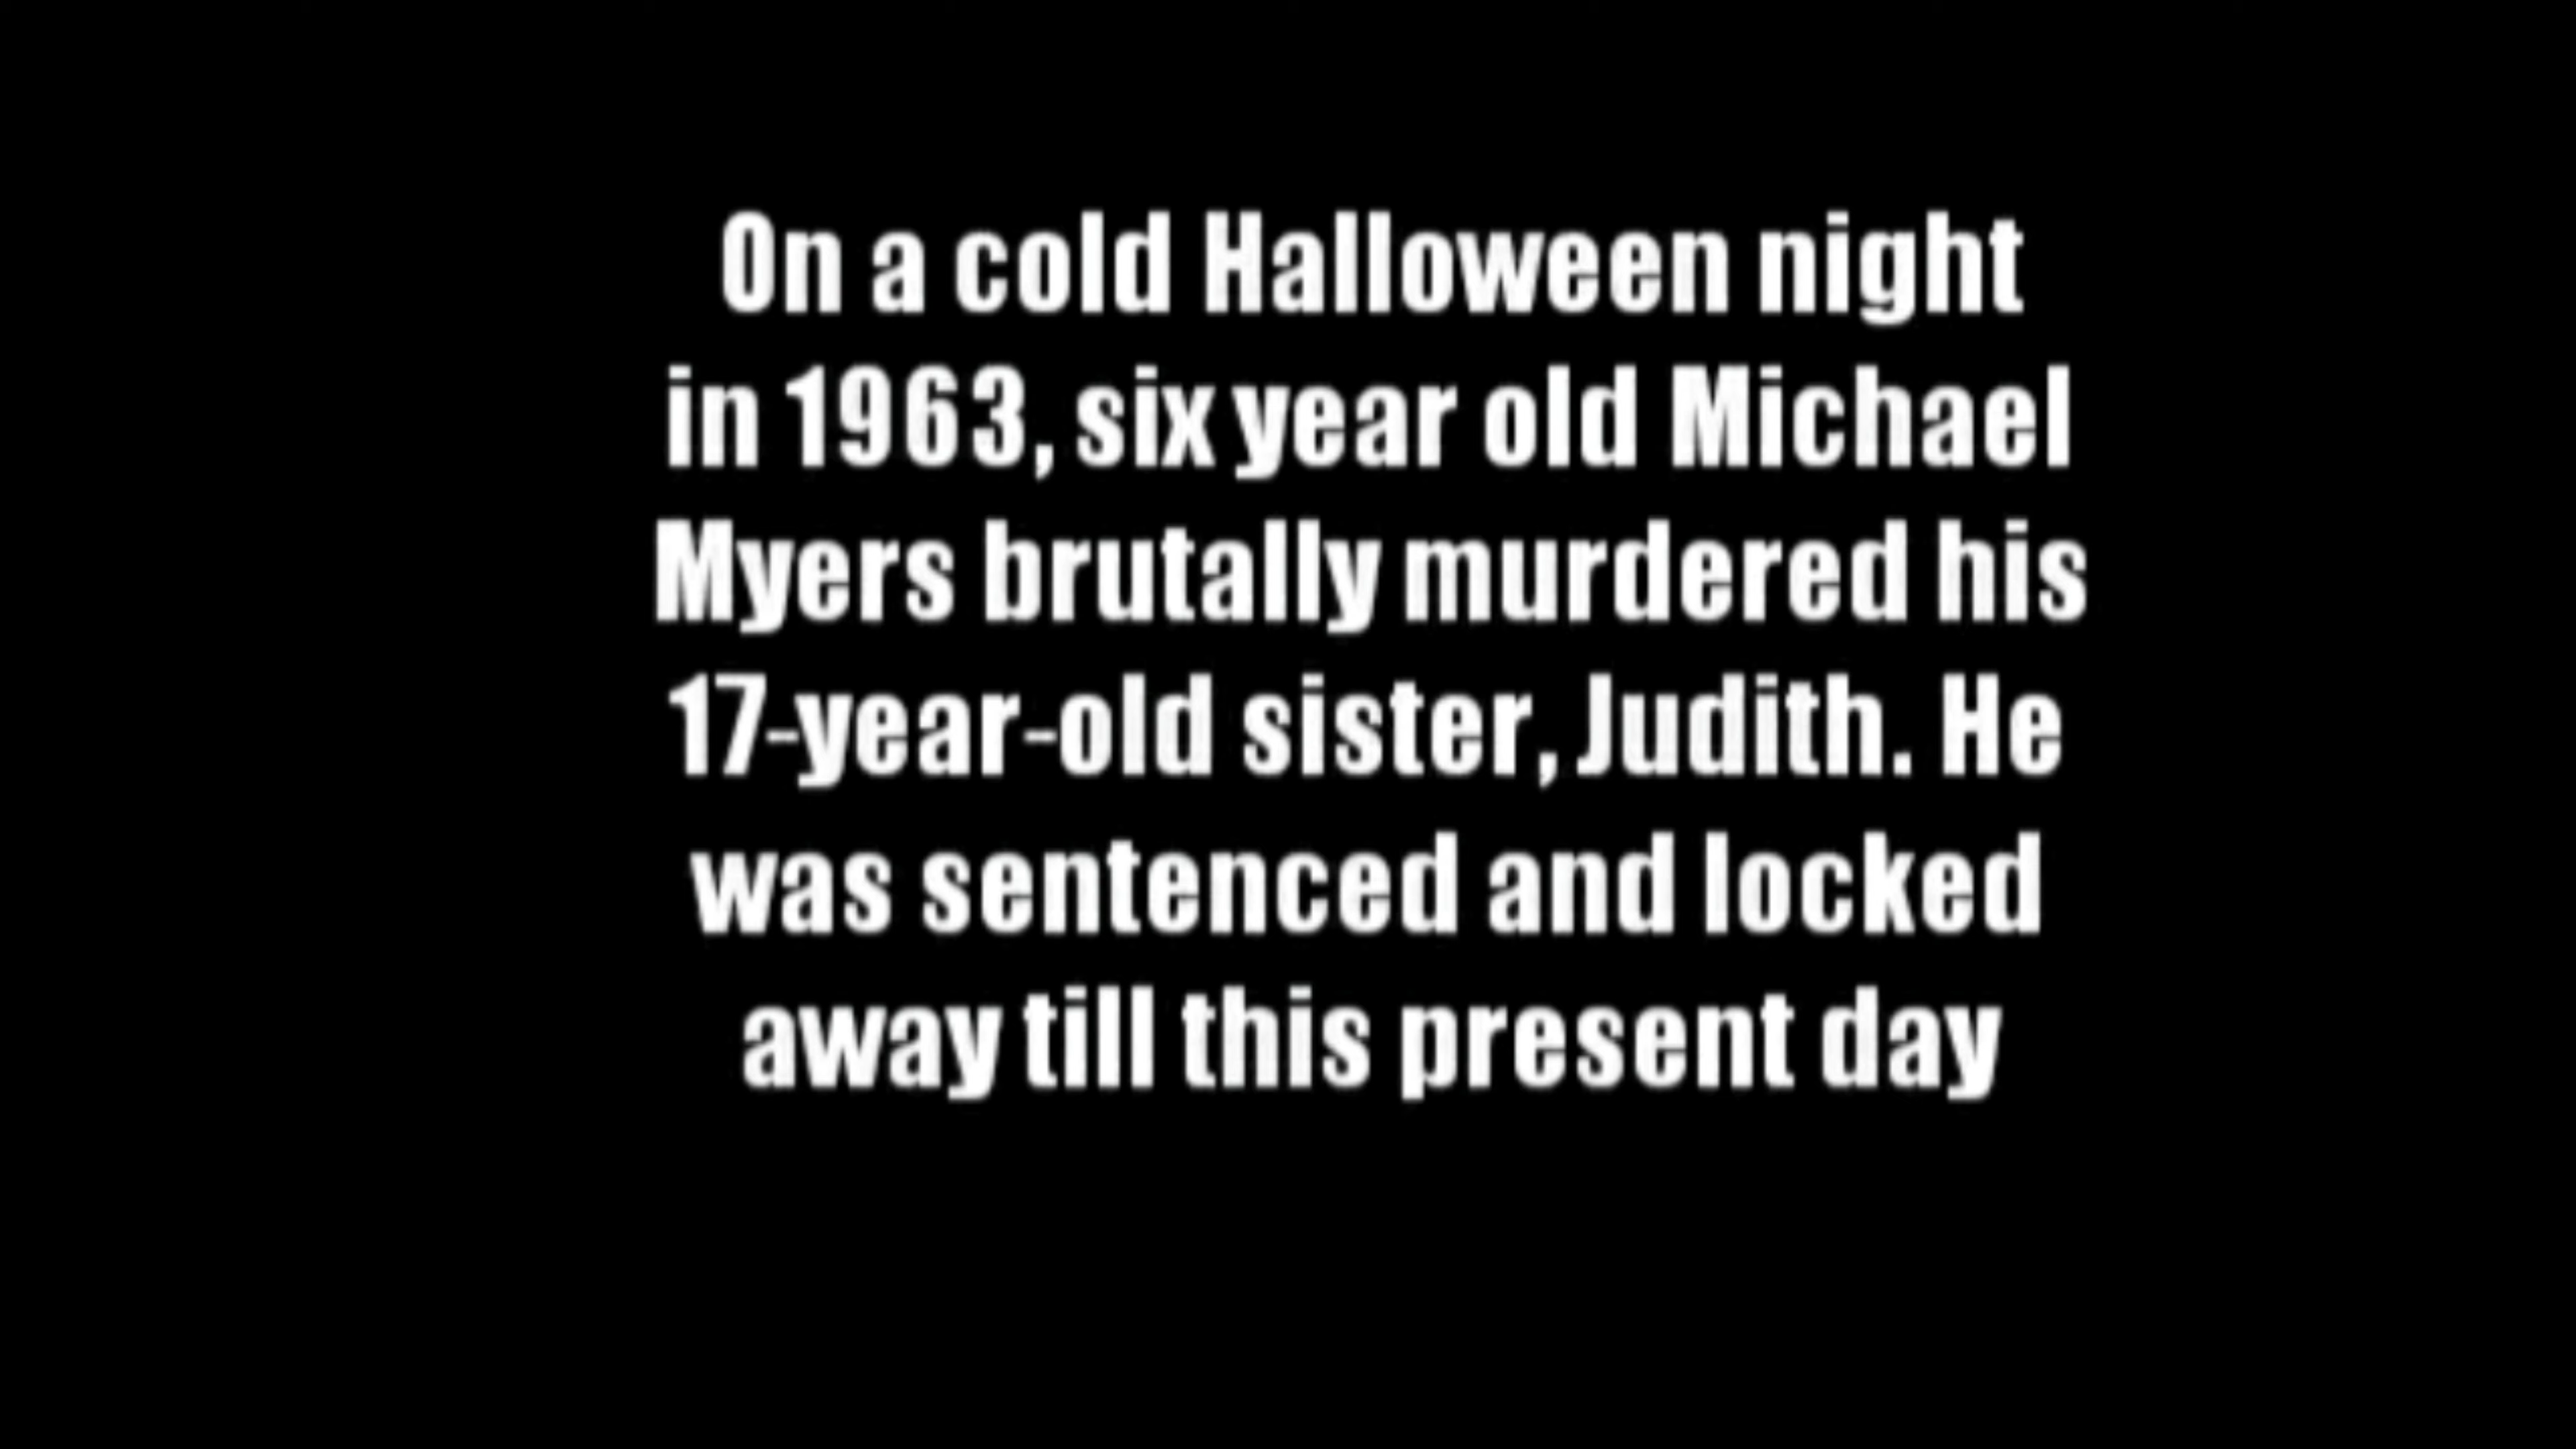 On a cold Halloween night
in 1963, six year old Michael
Myers brutally murdered his
17-year-old sister, Judith. He
was sentenced and locked
away till this present day